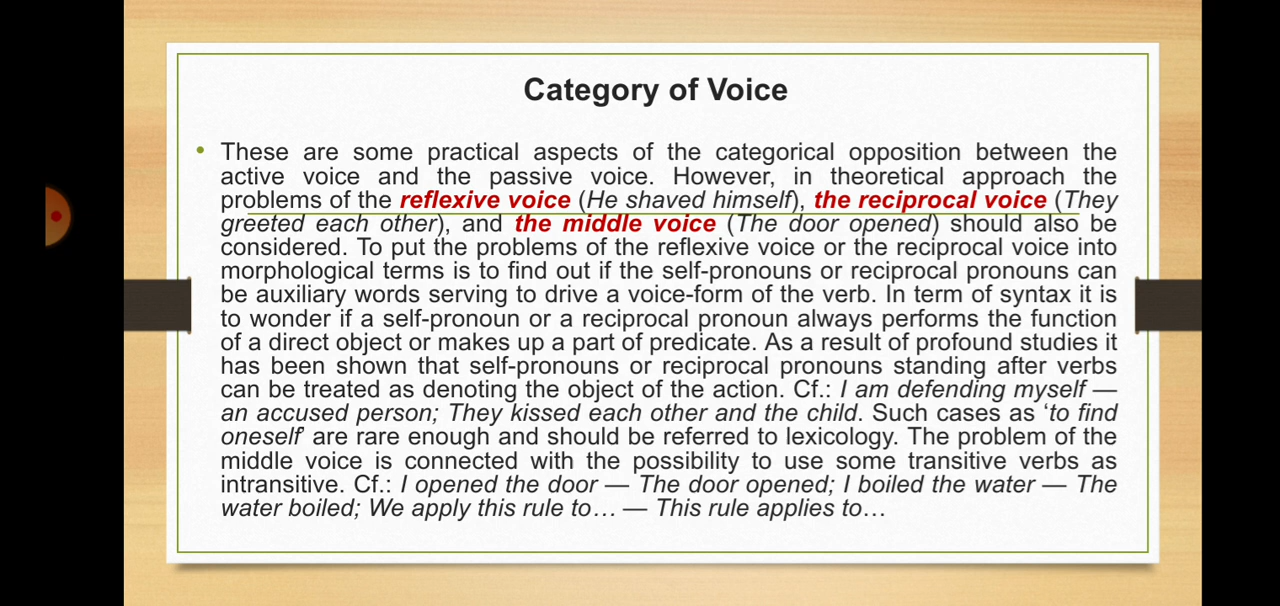 Category of Voice
• These are some practical aspects of the categorical opposition between the
active voice and the passive voice. However, in theoretical approach the
problems of the reflexive voice (He shaved himself), the reciprocal voice (They
greeted each other), and the middle voice (The door opened) should also be
considered. To put the problems of the reflexive voice or the reciprocal voice into
morphological terms is to find out if the self-pronouns or reciprocal pronouns can
be auxiliary words serving to drive a voice-form of the verb. In term of syntax it is
to wonder if a self-pronoun or a reciprocal pronoun always performs the function
of a direct object or makes up a part of predicate. As a result of profound studies it
has been shown that self-pronouns or reciprocal pronouns standing after verbs
can be treated as denoting the object of the action. Cf.: I am defending myself —
an accused person; They kissed each other and the child. Such cases as ‘to find
oneself’ are rare enough and should be referred to lexicology. The problem of the
middle voice is connected with the possibility to use some transitive verbs as
intransitive. Cf.: I opened the door — The door opened; I boiled the water — The
water boiled; We apply this rule to… — This rule applies to…